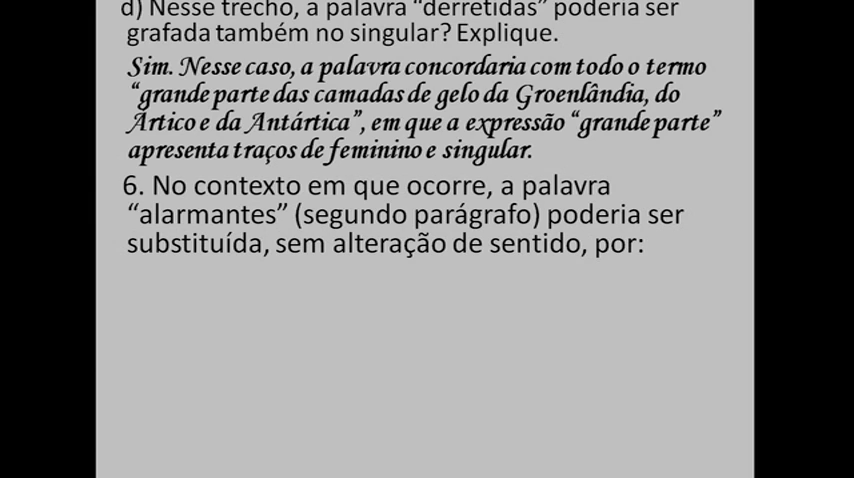 d) Nesse trecho, a palavra “derretidas” poderia ser
grafada também no singular? Explique.
Sim. Nesse caso, a palavra concordaria com todo o termo
“grande parte das camadas de gelo da Groenlândia, do
Ártico e da Antártica”, em que a expressão “grande parte”
apresenta traços de feminino e singular.
6. No contexto em que ocorre, a palavra
“alarmantes” (segundo parágrafo) poderia ser
substituída, sem alteração de sentido, por: